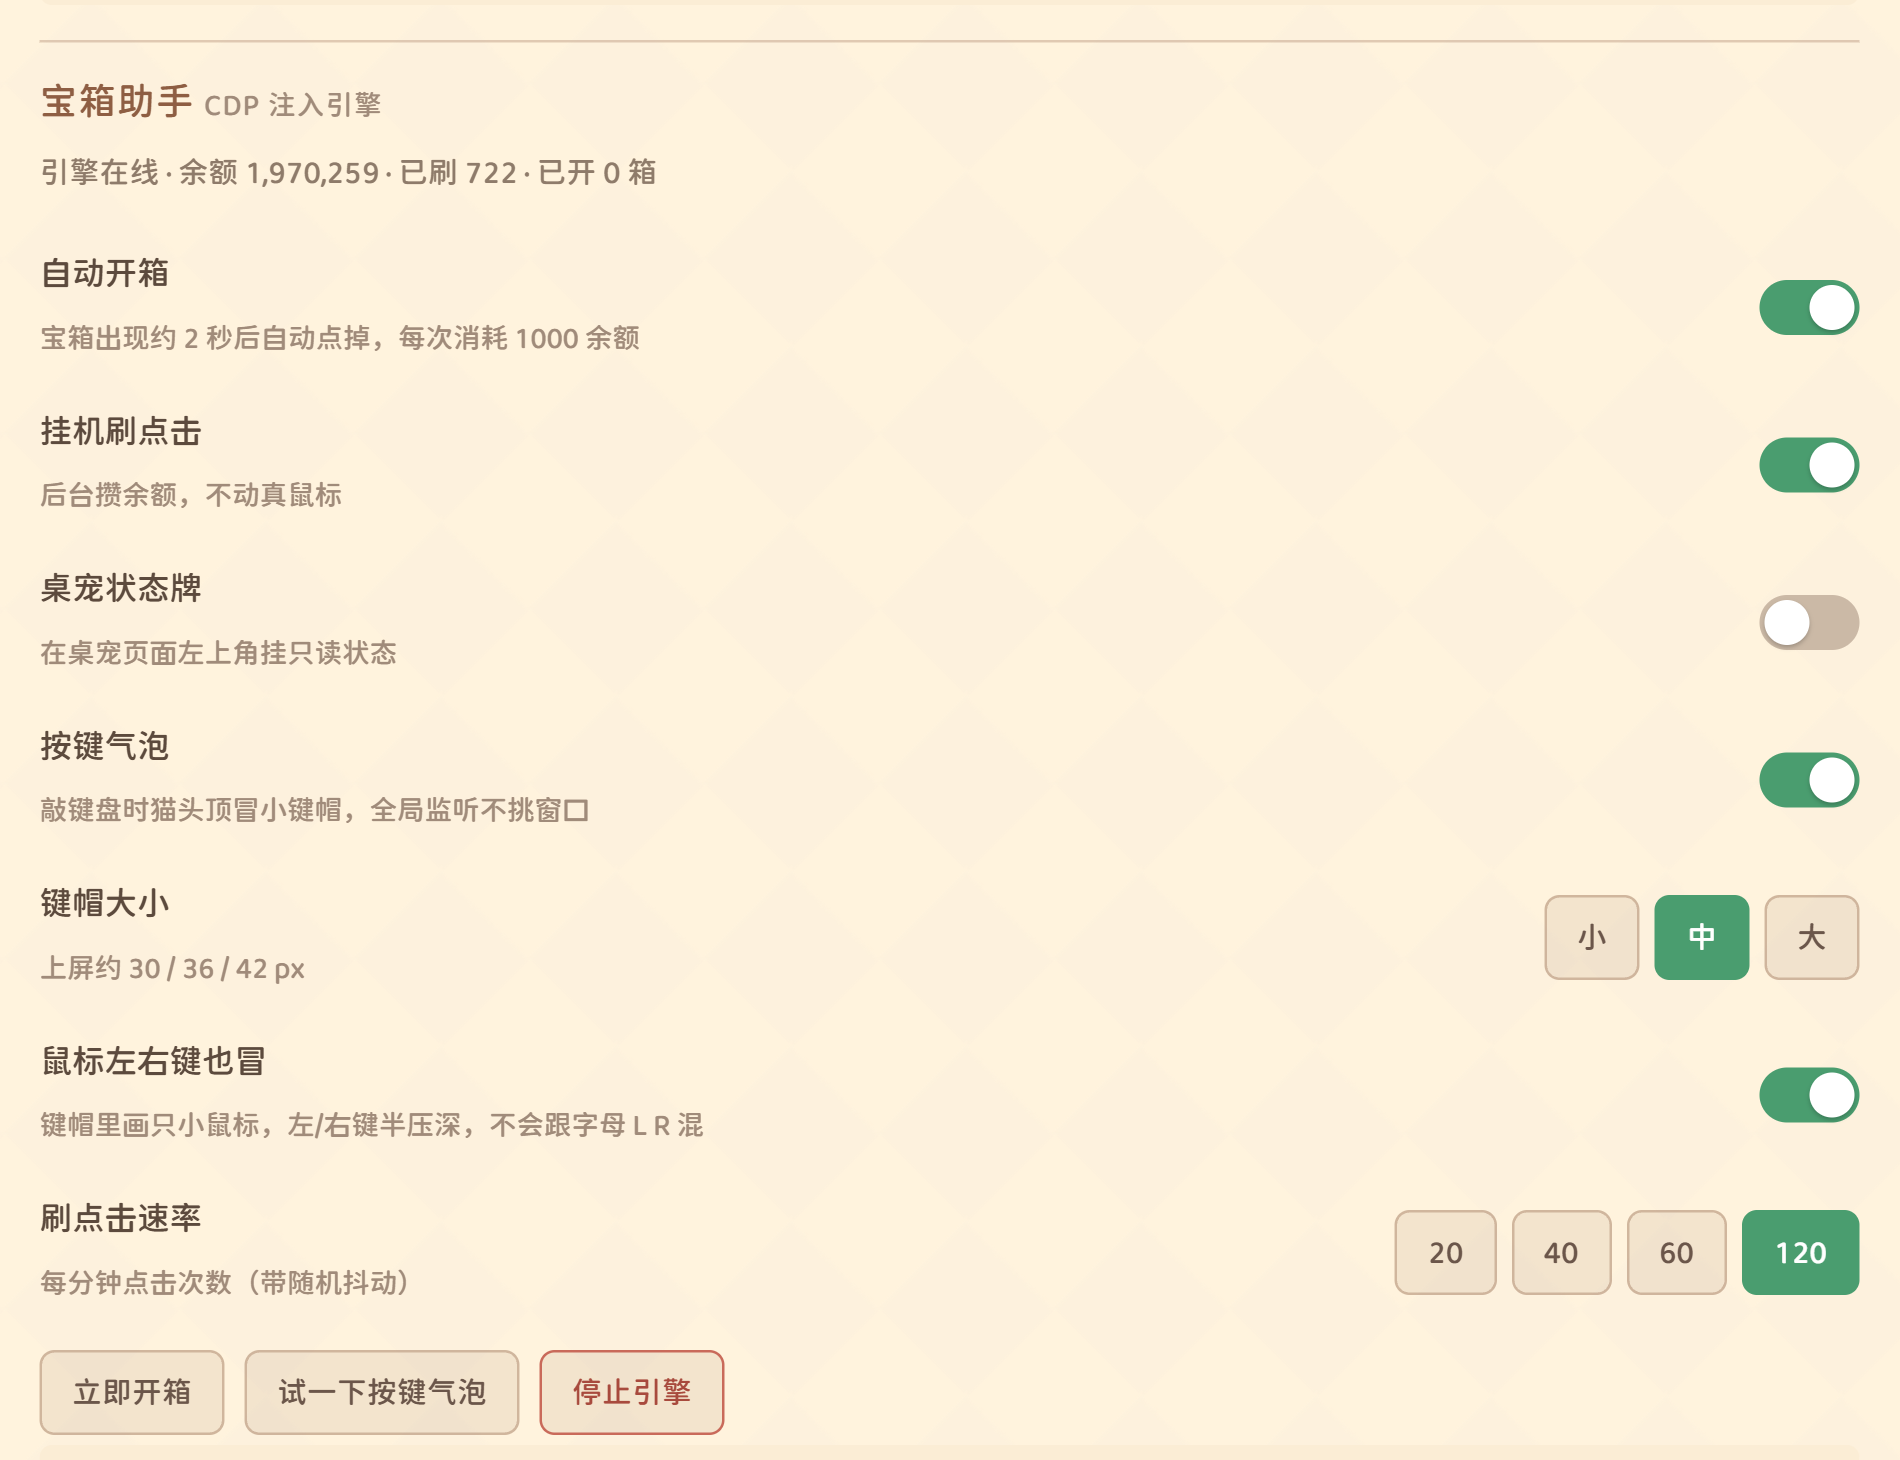 宝箱助手 CDP 注入引擎
引擎在线 · 余额 1,970,259 · 已刷 722 · 已开 0 箱
自动开箱
宝箱出现约 2 秒后自动点掉，每次消耗 1000 余额
挂机刷点击
后台攒余额，不动真鼠标
桌宠状态牌
在桌宠页面左上角挂只读状态
按键气泡
敲键盘时猫头顶冒小键帽，全局监听不挑窗口
键帽大小
小 中 大
上屏约 30 / 36 / 42 px
鼠标左右键也冒
键帽里画只小鼠标，左/右键半压深，不会跟字母 L R 混
刷点击速率
20 40 60 120
每分钟点击次数（带随机抖动）
立即开箱 试一下按键气泡 停止引擎